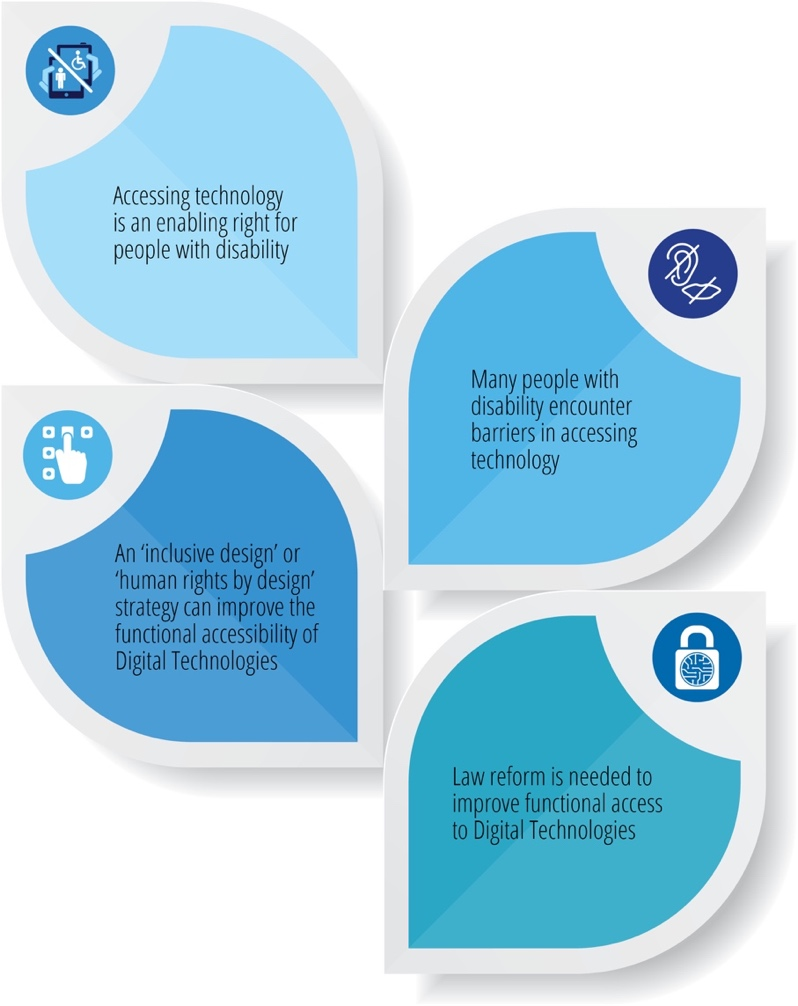 Accessing technology
is an enabling right for
people with disability
Many people with
disability encounter
barriers in accessing
technology
An ‘inclusive design’ or
‘human rights by design’
strategy can improve the
functional accessibility of
Digital Technologies
Law reform is needed to
improve functional access
to Digital Technologies